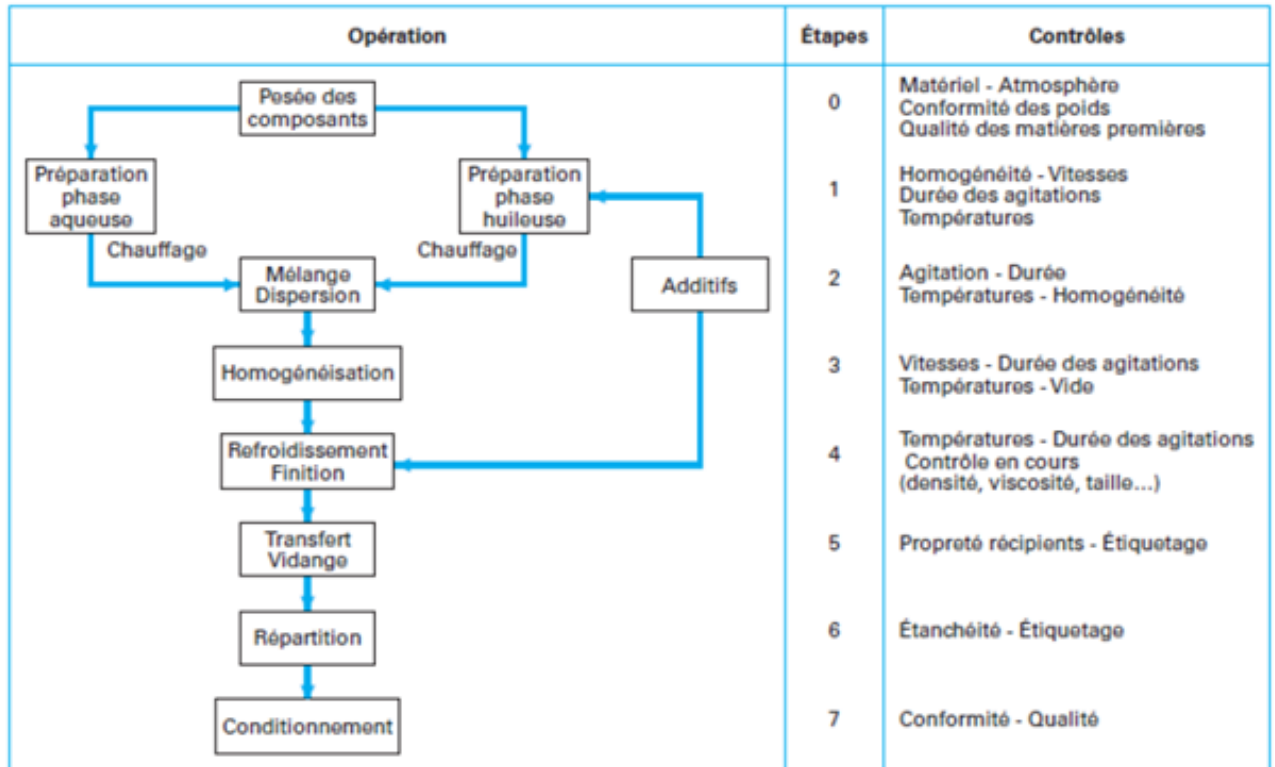 Opération
Étapes
Contrôles
Pesée des
composants
0
Matériel - Atmosphère
Conformité des poids
Qualité des matières premières
Préparation
phase
aqueuse
Préparation
phase
huileuse
1
Homogénéité - Vitesses
Durée des agitations
Températures
Chauffage
Chauffage
Mélange
Dispersion
Additifs
2
Agitation - Durée
Températures - Homogénéité
Homogénéisation
3
Vitesses - Durée des agitations
Températures - Vide
Refroidissement
Finition
4
Températures - Durée des agitations
Contrôle en cours
(densité, viscosité, taille...)
Transfert
Vidange
5
Propreté récipients - Étiquetage
Répartition
6
Étanchéité - Étiquetage
Conditionnement
7
Conformité - Qualité